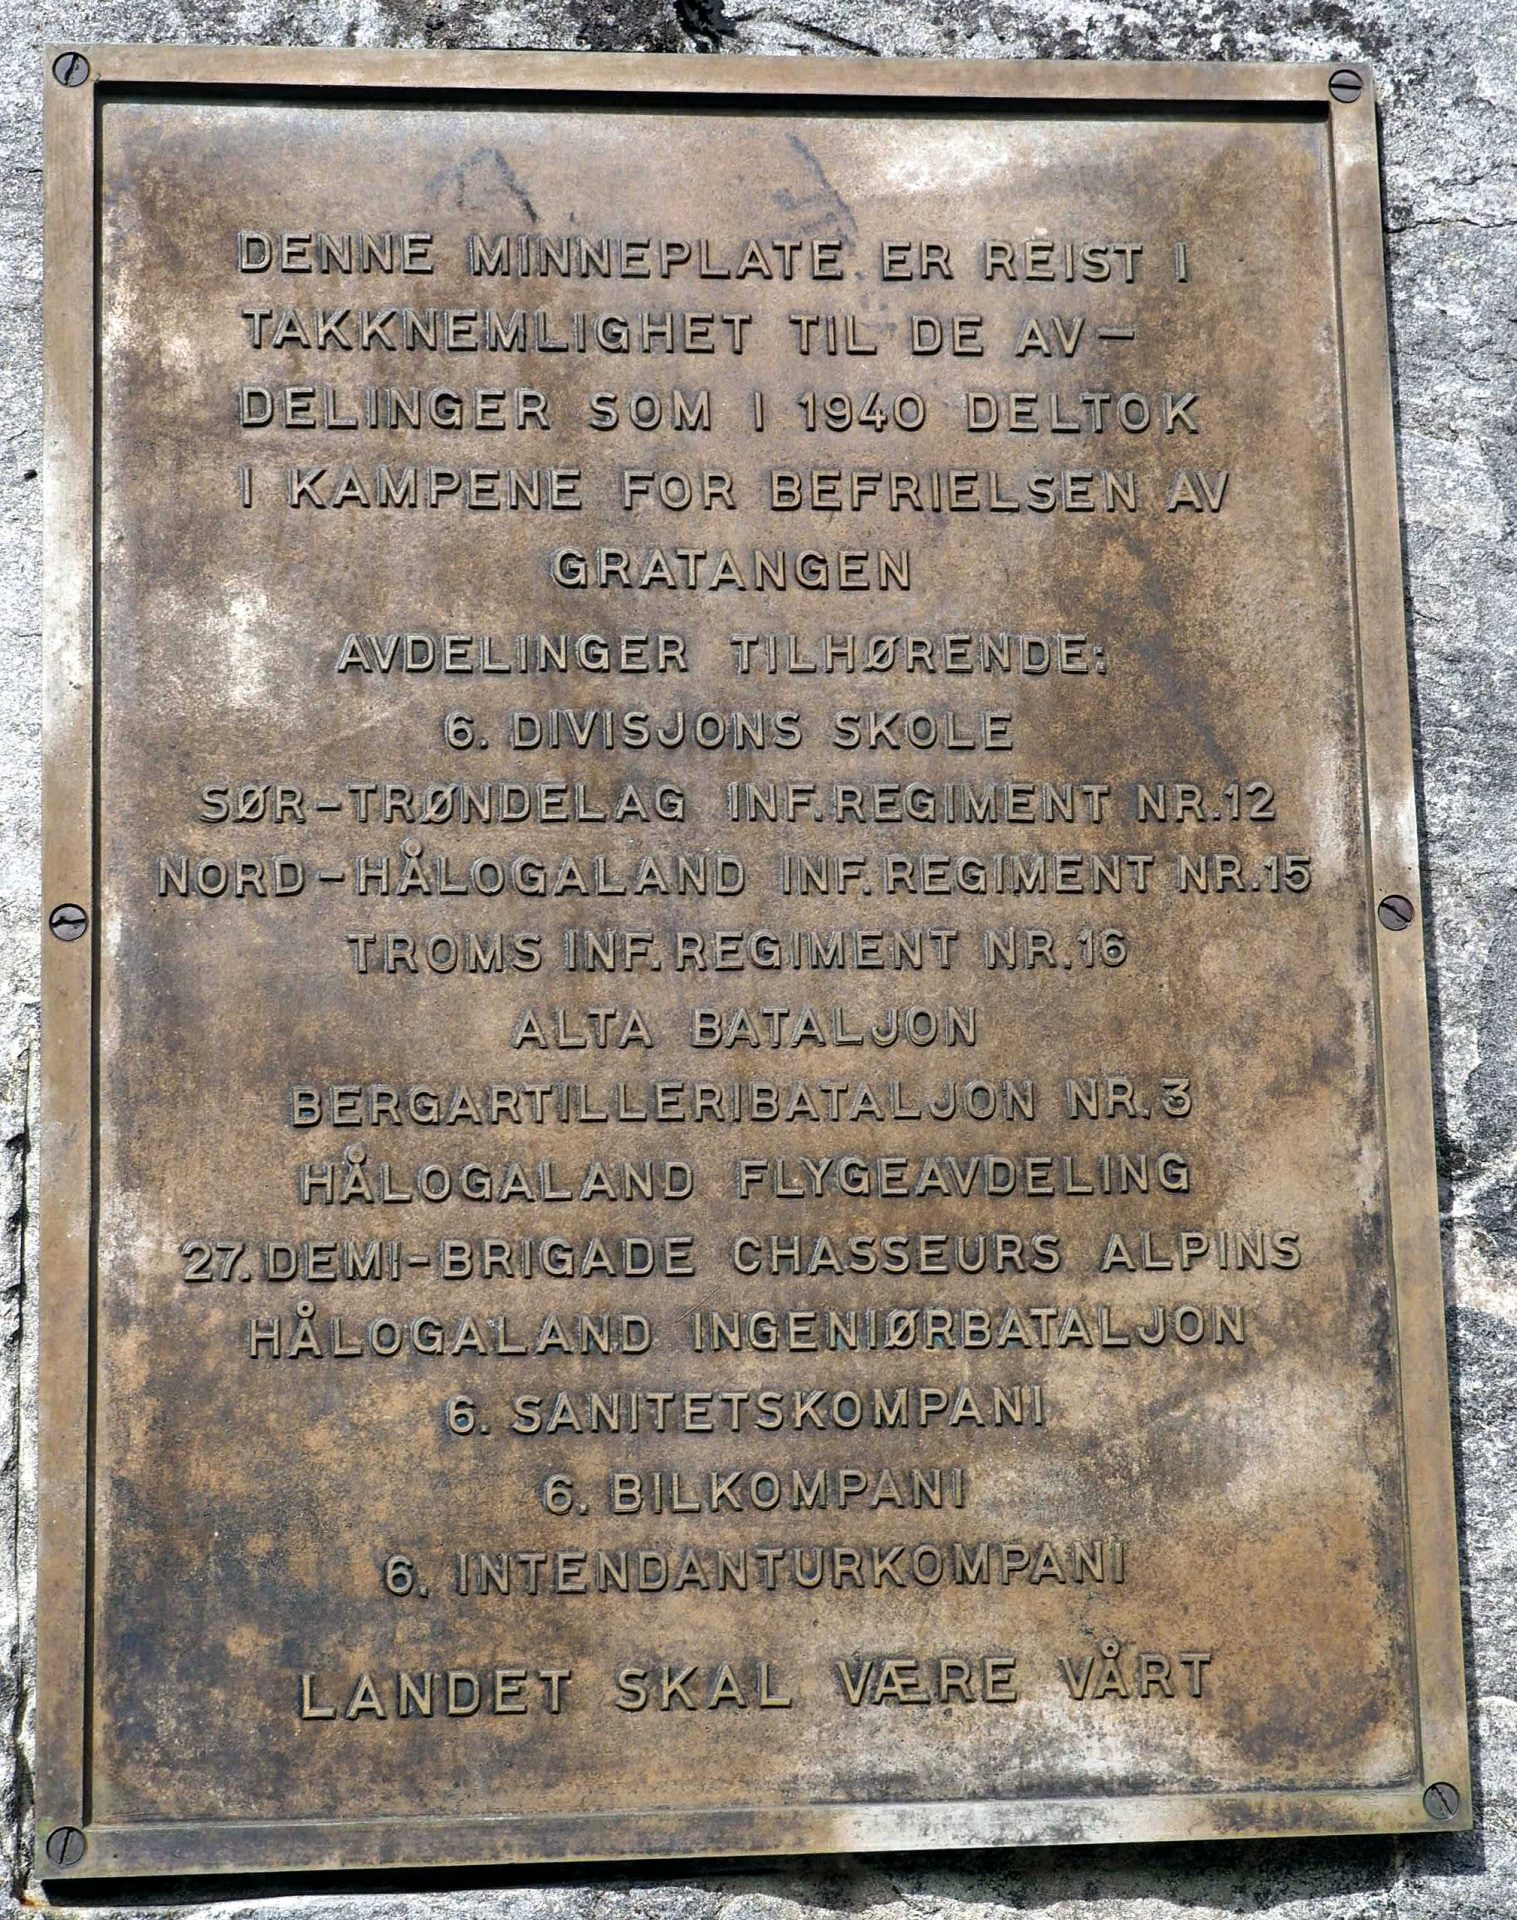 DENNE MINNEPLATE ER REIST I
TAKKNEMLIGHET TIL DE AV-
DELINGER SOM I 1940 DELTOK
I KAMPENE FOR BEFRIELSEN AV
GRATANGEN
AVDELINGER TILHØRENDE:
6. DIVISJONS SKOLE
SØR-TRØNDELAG INF.REGIMENT NR.12
NORD-HÅLOGALAND INF.REGIMENT NR.15
TROMS INF.REGIMENT NR.16
ALTA BATALJON
BERGARTILLERIBATALJON NR.3
HÅLOGALAND FLYGEAVDELING
27.DEMI-BRIGADE CHASSEURS ALPINS
HÅLOGALAND INGENIØRBATALJON
6. SANITETSKOMPANI
6. BILKOMPANI
6. INTENDANTURKOMPANI
LANDET SKAL VÆRE VÅRT